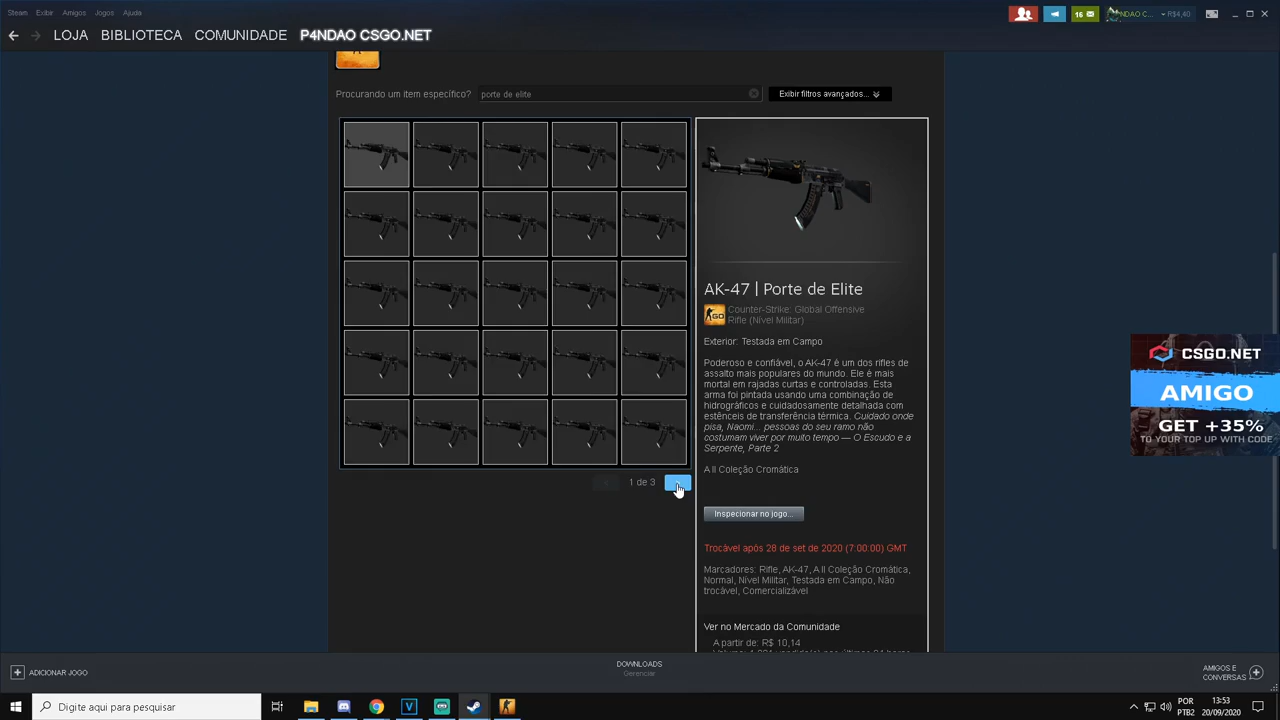 Steam Exibir Amigos Jogos Ajuda
16 R$4,40
LOJA BIBLIOTECA COMUNIDADE P4NDAO CSGO.NET
Procurando um item específico? porte de elite Exibir filtros avançados...
AK-47 | Porte de Elite
GO
Counter-Strike: Global Offensive
Rifle (Nível Militar)
Exterior: Testada em Campo
Poderoso e confiável, o AK-47 é um dos rifles de
assalto mais populares do mundo. Ele é mais
mortal em rajadas curtas e controladas. Esta
arma foi pintada usando uma combinação de
hidrográficos e cuidadosamente detalhada com
estênceis de transferência térmica. Cuidado onde
pisa, Naomi... pessoas do seu ramo não
costumam viver por muito tempo — O Escudo e a
Serpente, Parte 2
A II Coleção Cromática
1 de 3
Inspecionar no jogo...
Trocável após 28 de set de 2020 (7:00:00) GMT
Marcadores: Rifle, AK-47, A II Coleção Cromática,
Normal, Nível Militar, Testada em Campo, Não
trocável, Comercializável
Ver no Mercado da Comunidade
A partir de: R$ 10,14
CSGO.NET
AMIGO
GET +35%
TO YOUR TOP UP WITH CODE
ADICIONAR JOGO
DOWNLOADS
Gerenciar
AMIGOS E
CONVERSAS
Digite aqui para pesquisar
POR
PTB2
13:53
20/09/2020